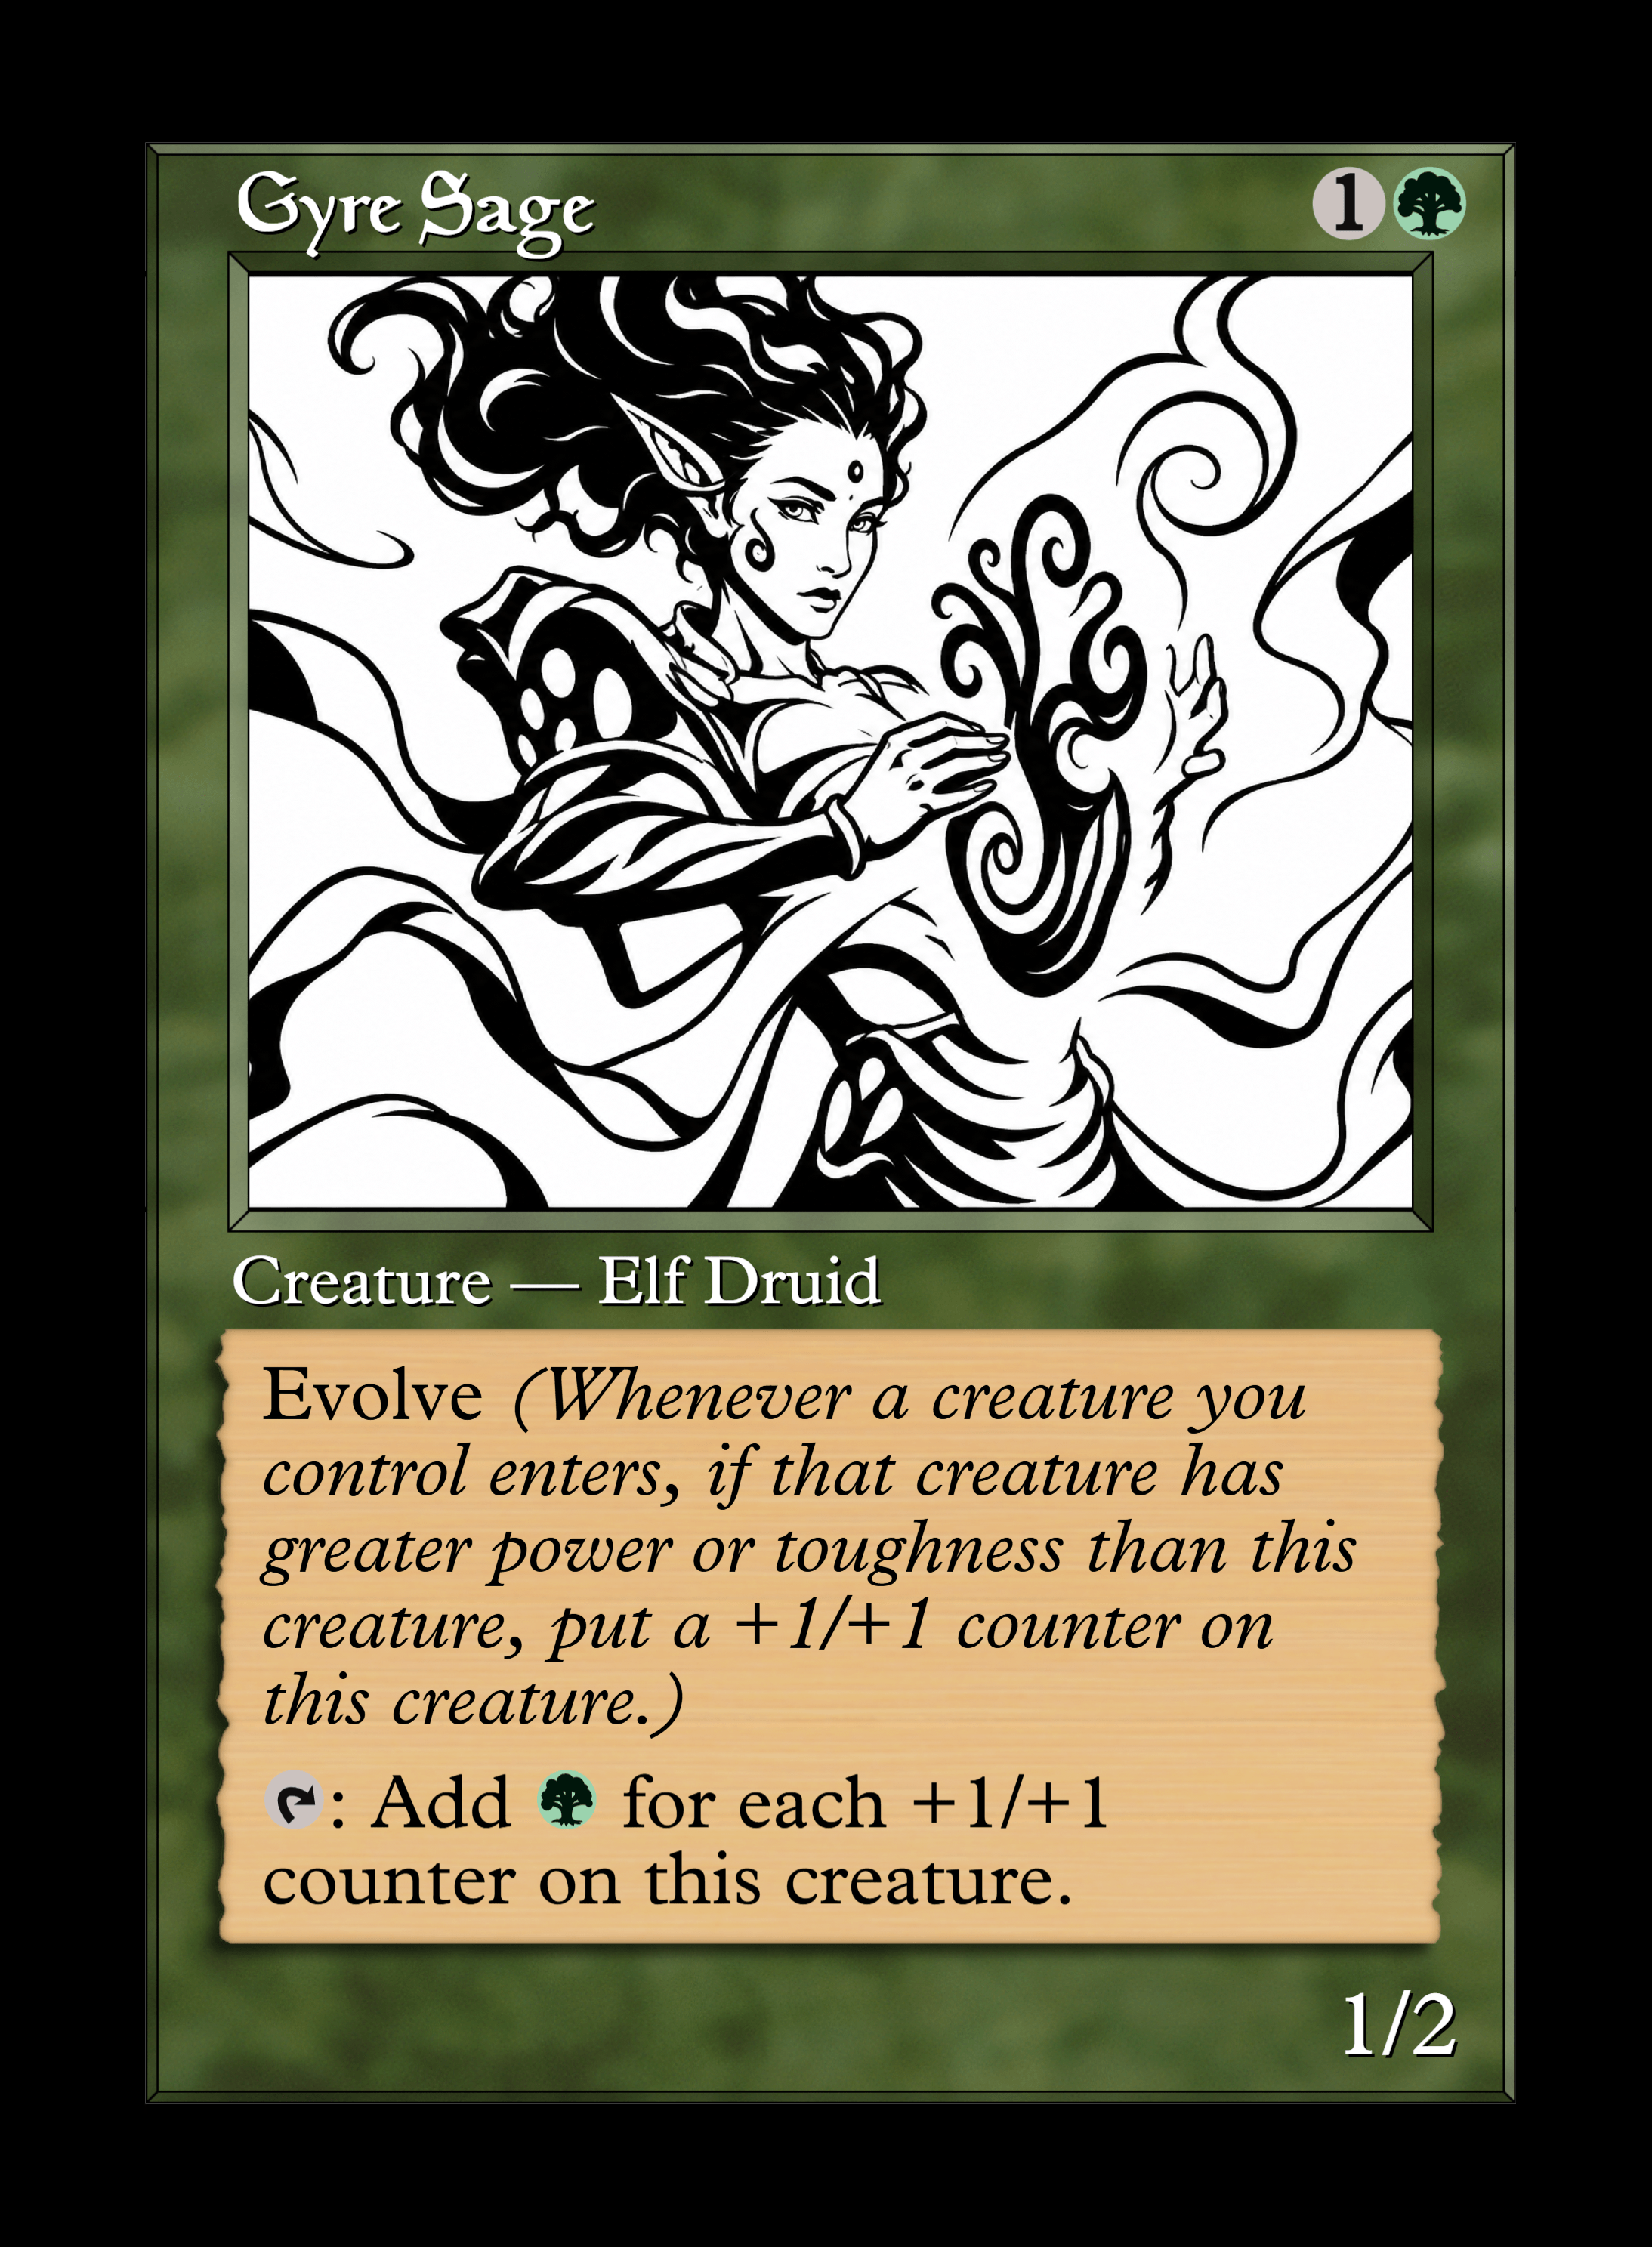 Gyre Sage 1
Creature — Elf Druid
Evolve (Whenever a creature you
control enters, if that creature has
greater power or toughness than this
creature, put a +1/+1 counter on
this creature.)
: Add for each +1/+1
counter on this creature.
1/2